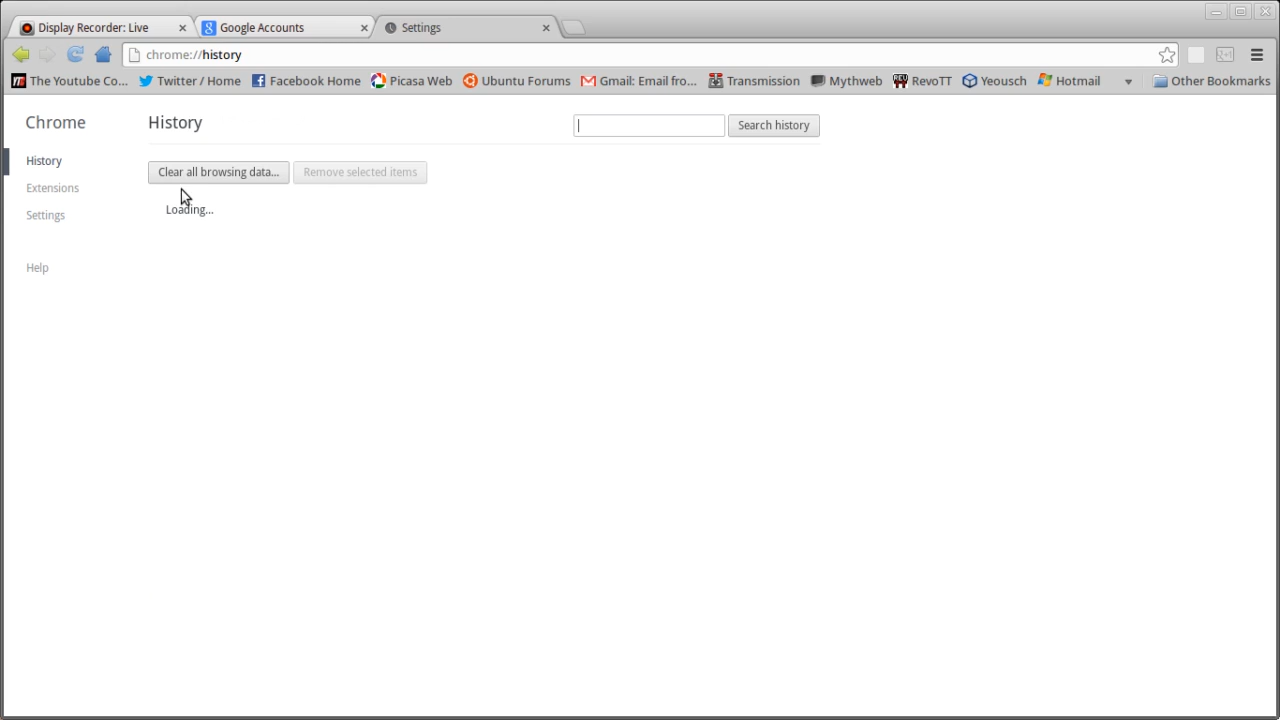 Display Recorder: Live
Google Accounts
Settings
chrome://history
The Youtube Co...
Twitter / Home
Facebook Home
Picasa Web
Ubuntu Forums
Gmail: Email fro...
Transmission
Mythweb
RevoTT
Yeousch
Hotmail
Other Bookmarks
Chrome
History
Search history
History
Clear all browsing data...
Remove selected items
Extensions
Loading...
Settings
Help